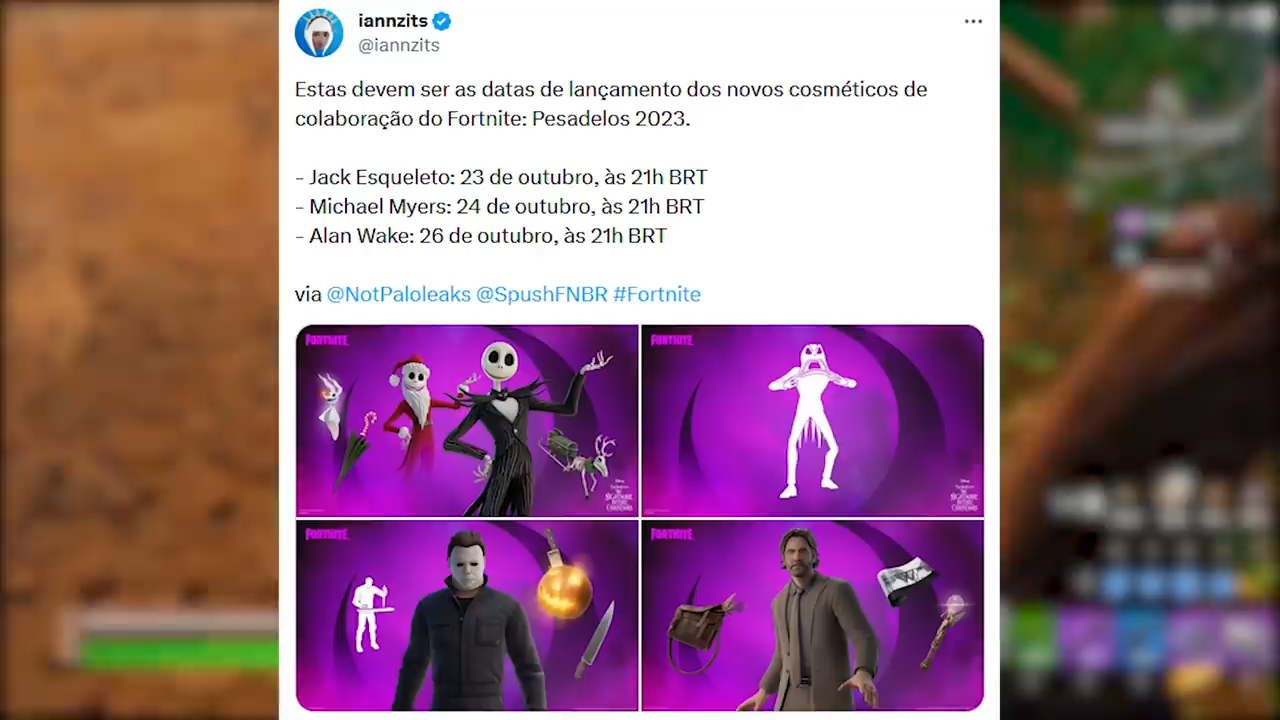 iannzits
@iannzits
Estas devem ser as datas de lançamento dos novos cosméticos de
colaboração do Fortnite: Pesadelos 2023.
- Jack Esqueleto: 23 de outubro, às 21h BRT
- Michael Myers: 24 de outubro, às 21h BRT
- Alan Wake: 26 de outubro, às 21h BRT
via @NotPaloleaks @SpushFNBR #Fortnite
FORTNITE
FORTNITE
FORTNITE
FORTNITE